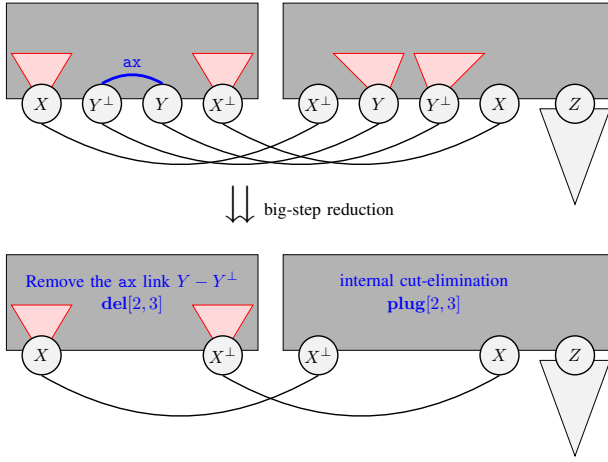 ax
X Y⊥ Y X⊥ X⊥ Y Y⊥ X Z
big-step reduction
Remove the ax link Y − Y⊥ internal cut-elimination
del[2, 3] plug[2, 3]
X X⊥ X⊥ X Z